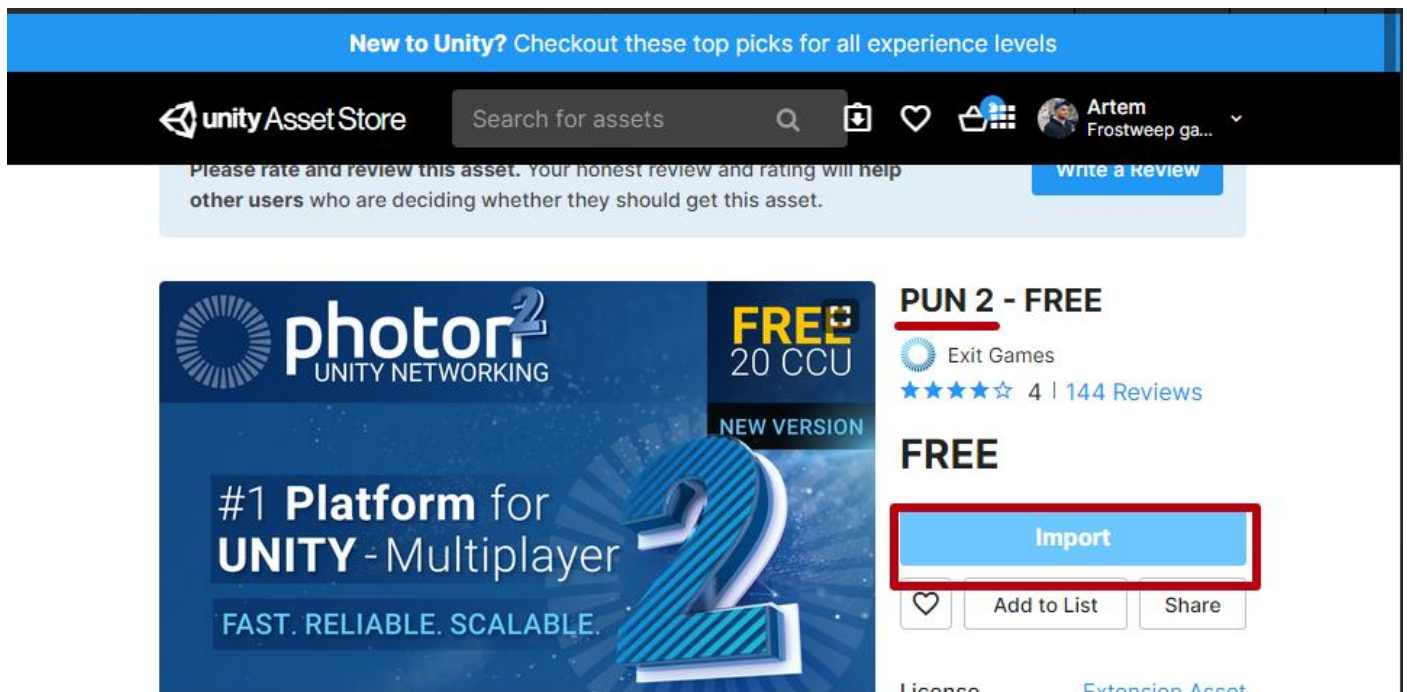 New to Unity? Checkout these top picks for all experience levels
unity Asset Store
Search for assets
Artem
Frostweep ga...
Please rate and review this asset. Your honest review and rating will help
other users who are deciding whether they should get this asset.
Write a Review
photon 2
UNITY NETWORKING
FREE
20 CCU
NEW VERSION
#1 Platform for
UNITY - Multiplayer
2
FAST. RELIABLE. SCALABLE.
PUN 2 - FREE
Exit Games
4 | 144 Reviews
FREE
Import
Add to List
Share
License
Extension Asset